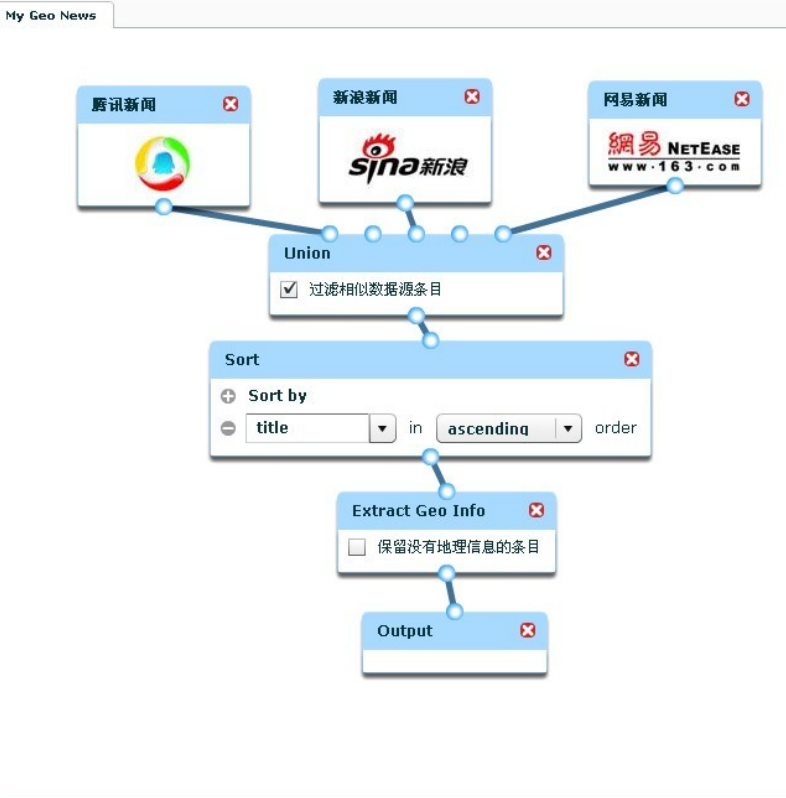 My Geo News
腾讯新闻
新浪新闻
网易新闻
sina新浪
網易 NETEASE
www.163.com
Union
过滤相似数据源条目
Sort
Sort by
title in ascending order
Extract Geo Info
保留没有地理信息的条目
Output